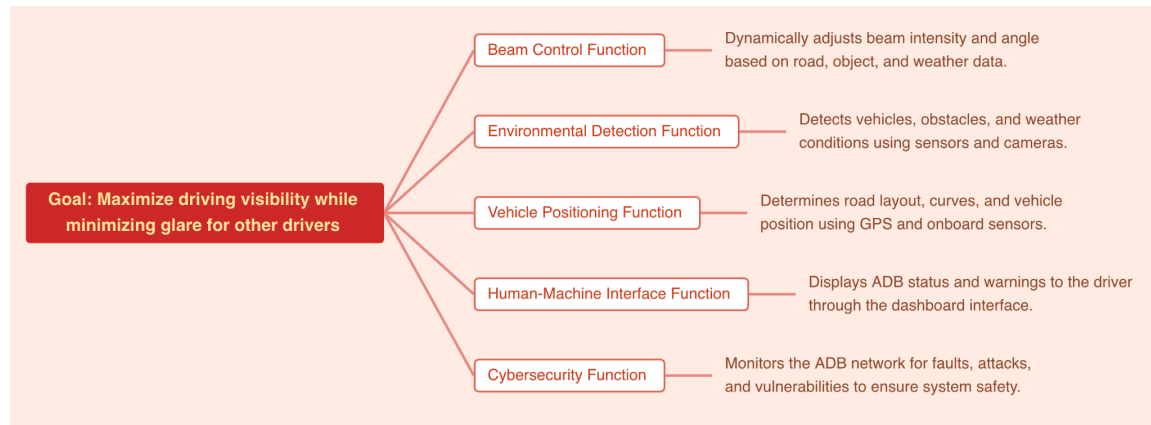 Goal: Maximize driving visibility while
minimizing glare for other drivers
Beam Control Function
Dynamically adjusts beam intensity and angle
based on road, object, and weather data.
Environmental Detection Function
Detects vehicles, obstacles, and weather
conditions using sensors and cameras.
Vehicle Positioning Function
Determines road layout, curves, and vehicle
position using GPS and onboard sensors.
Human-Machine Interface Function
Displays ADB status and warnings to the driver
through the dashboard interface.
Cybersecurity Function
Monitors the ADB network for faults, attacks,
and vulnerabilities to ensure system safety.